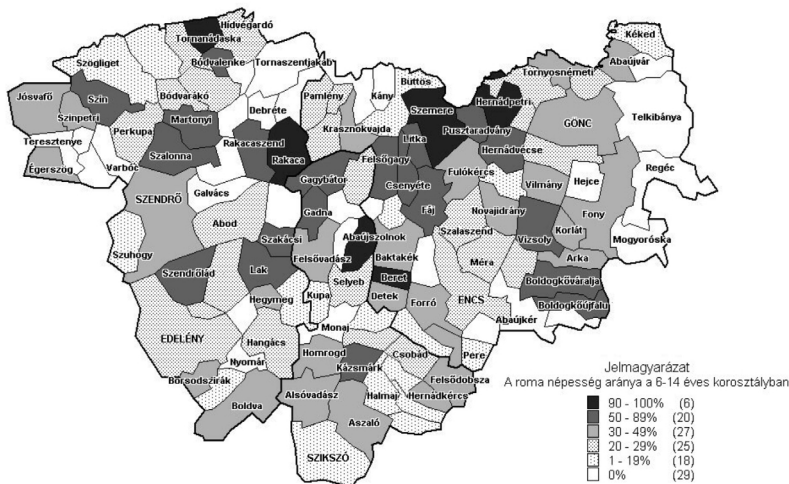 Hídvégardó
Tornanádaska
Kéked
Bódvalenke
Tornaszentjakab
Abaújvár
Szögliget
Tornyosnémeti
Büttös
Jósvafő
Szin
Bódvarákó
Pamlény
Kány
Hernádpetri
Telkibánya
Szinpetri
Martonyi
Debréte
Szemere
GÖNC
Krasznokvajda
Pusztaradvány
Perkupa
Teresztenye
Rakacaszend
Litka
Hernádvécse
Rakaca
Felsőgagy
Égerszög
Varbóc
Szalonna
Regéc
Fulókércs
Gagybátor
Hejce
Csenyéte
Vilmány
SZENDRŐ
Galvács
Gadna
Fáj
Novajidrány
Fony
Abod
Korlát
Szalaszend
Szakácsi
Abaújszolnok
Vizsoly
Mogyoróska
Szuhogy
Felsővadász
Baktakék
Arka
Méra
Szendrőlád
Lak
Beret
Boldogkőváralja
Selyeb
Hegymeg
Kupa
Detek
Forró
ENCS
Boldogkőújfalu
Abaújkér
Monaj
EDELÉNY
Hangács
Homrogd
Csobád
Pere
Nyomár
Kázsmárk
Borsodszirák
Felsődobsza
Alsóvadász
Halmaj
Hernádkércs
Boldva
Aszaló
SZIKSZÓ
Jelmagyarázat
A roma népesség aránya a 6-14 éves korosztályban
90 - 100% (6)
50 - 89% (20)
30 - 49% (27)
20 - 29% (25)
1 - 19% (18)
0% (29)